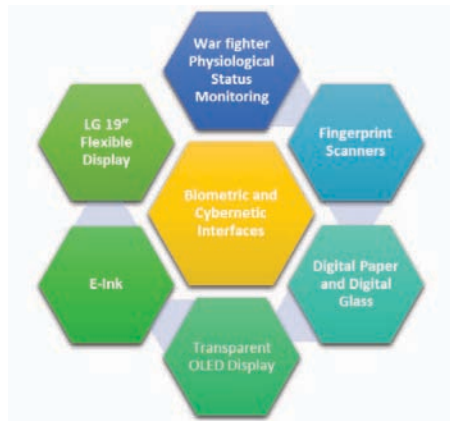 War fighter
Physiological
Status
Monitoring
LG 19"
Flexible
Display
Fingerprint
Scanners
Biometric and
Cybernetic
Interfaces
E-Ink
Digital Paper
and Digital
Glass
Transparent
OLED Display